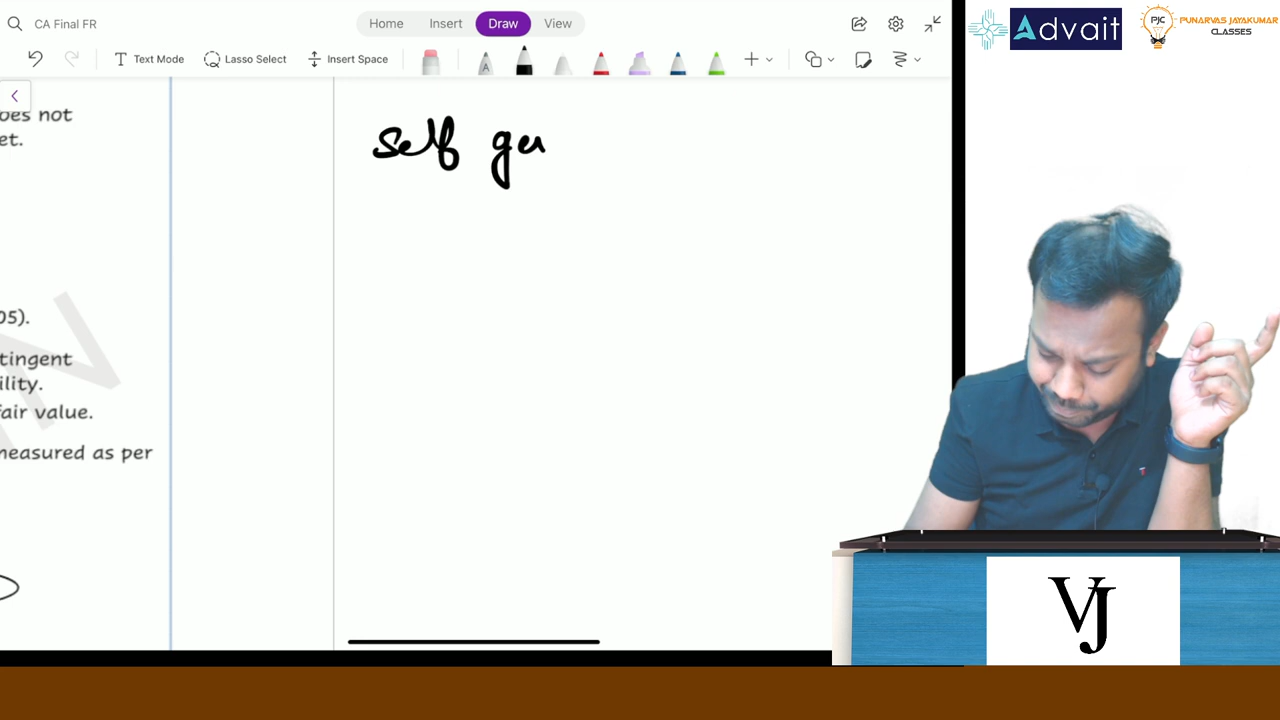 CA Final FR
Home Insert Draw View
Text Mode Lasso Select Insert Space
A
Advait
PJC
PUNARVAS JAYAKUMAR
CLASSES
oes not
et.
self gen
05).
tingent
ility.
fair value.
measured as per
N
VJ